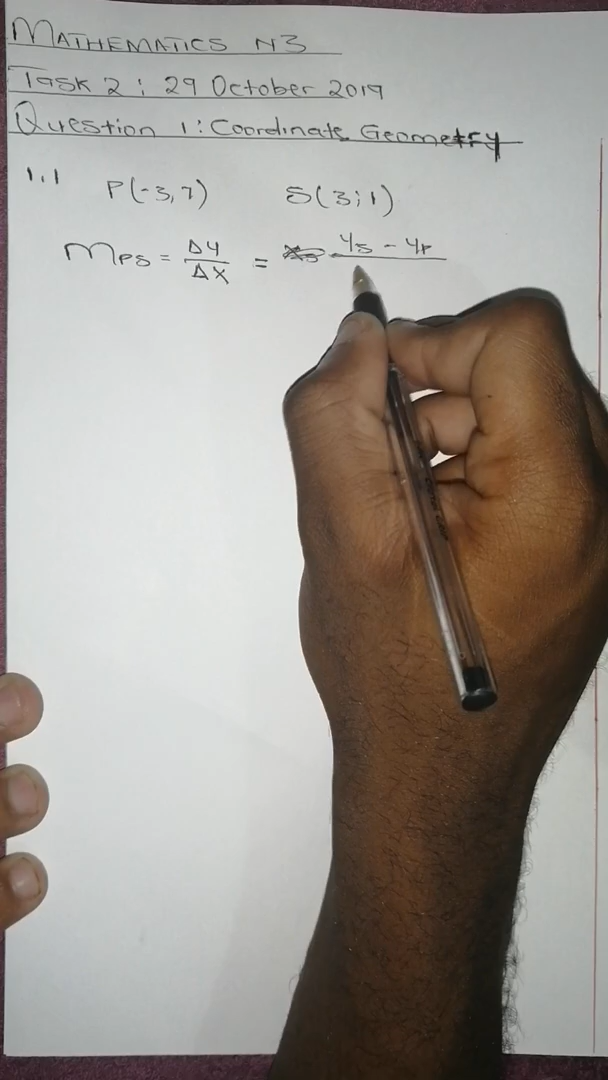 MATHEMATICS N3
Task 2 : 29 October 2019
Question 1: Coordinate Geometry
1.1 P(-3,7) S(3;1)
mPS = Δy/ΔX = yS - yP